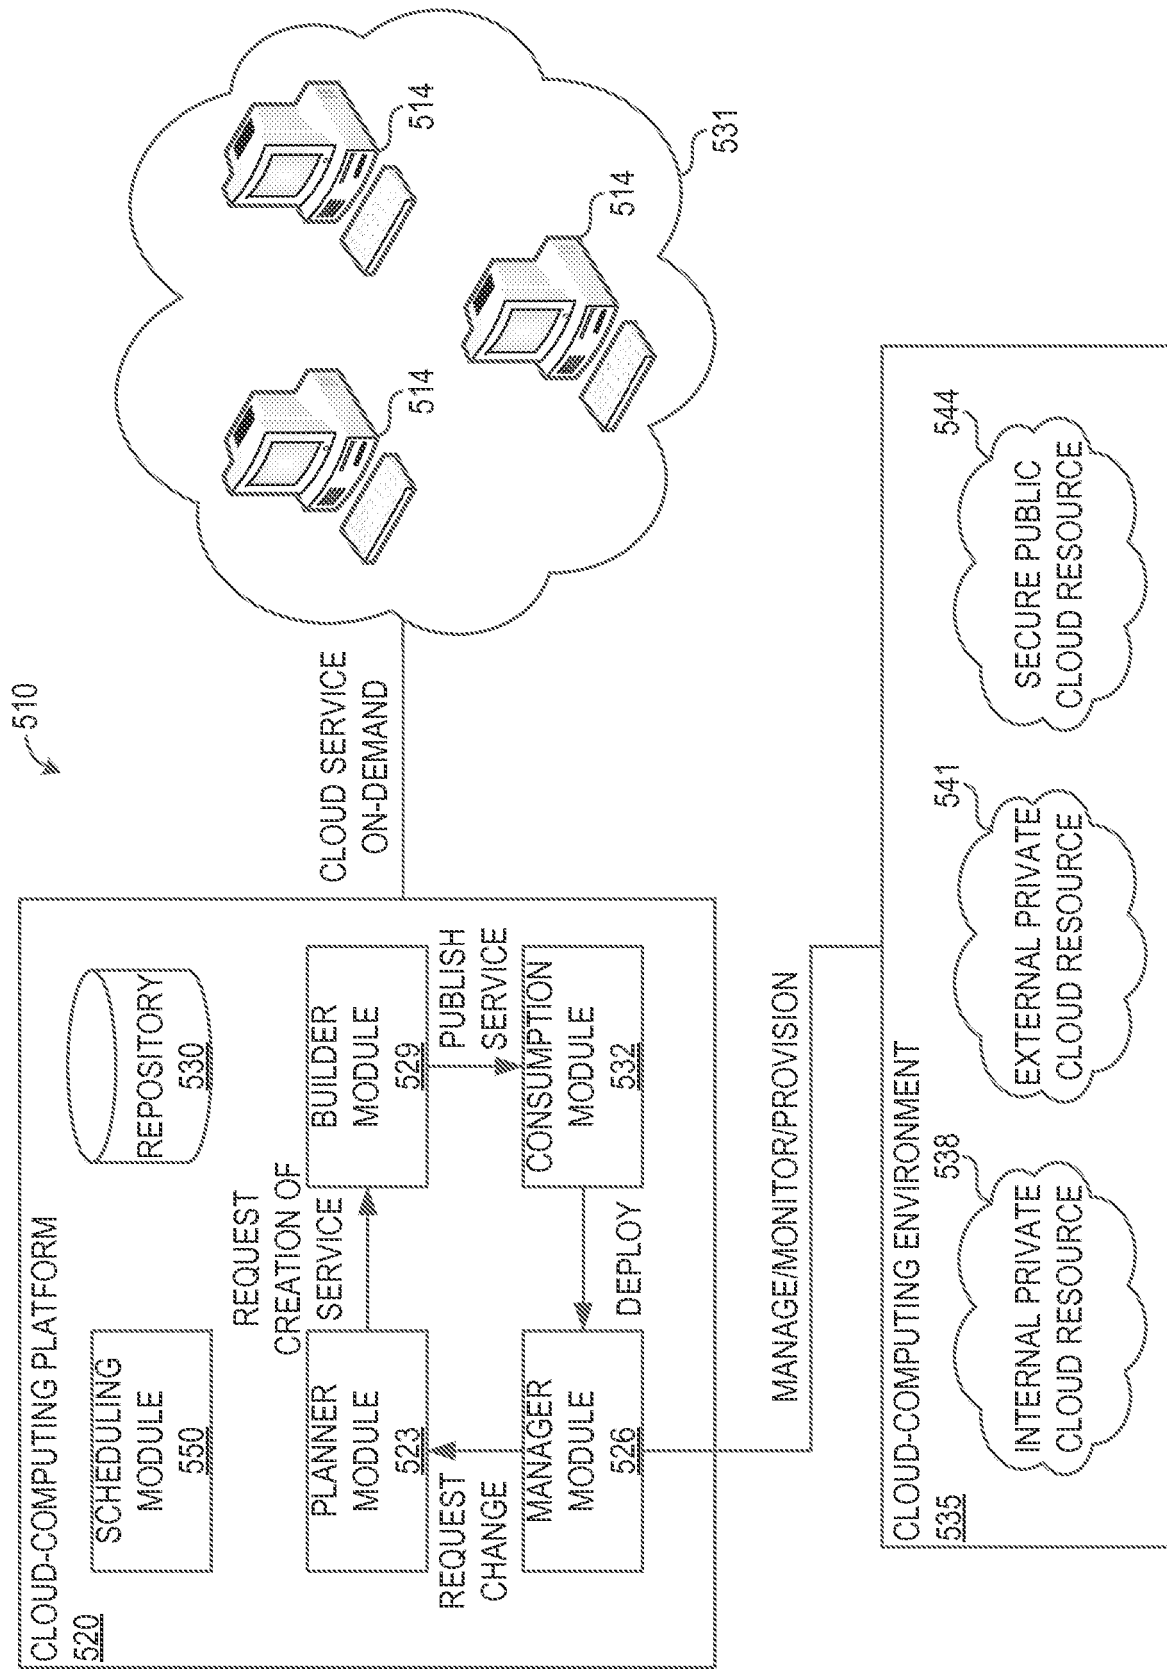 510
CLOUD-COMPUTING PLATFORM
520
SCHEDULING
MODULE
550
REPOSITORY
530
REQUEST
CREATION OF
SERVICE
PLANNER
MODULE
523
BUILDER
MODULE
529
REQUEST
CHANGE
PUBLISH
SERVICE
MANAGER
MODULE
526
CONSUMPTION
MODULE
532
DEPLOY
CLOUD SERVICE
ON-DEMAND
514
514
514
531
MANAGE/MONITOR/PROVISION
CLOUD-COMPUTING ENVIRONMENT
535
538
INTERNAL PRIVATE
CLOUD RESOURCE
541
EXTERNAL PRIVATE
CLOUD RESOURCE
544
SECURE PUBLIC
CLOUD RESOURCE